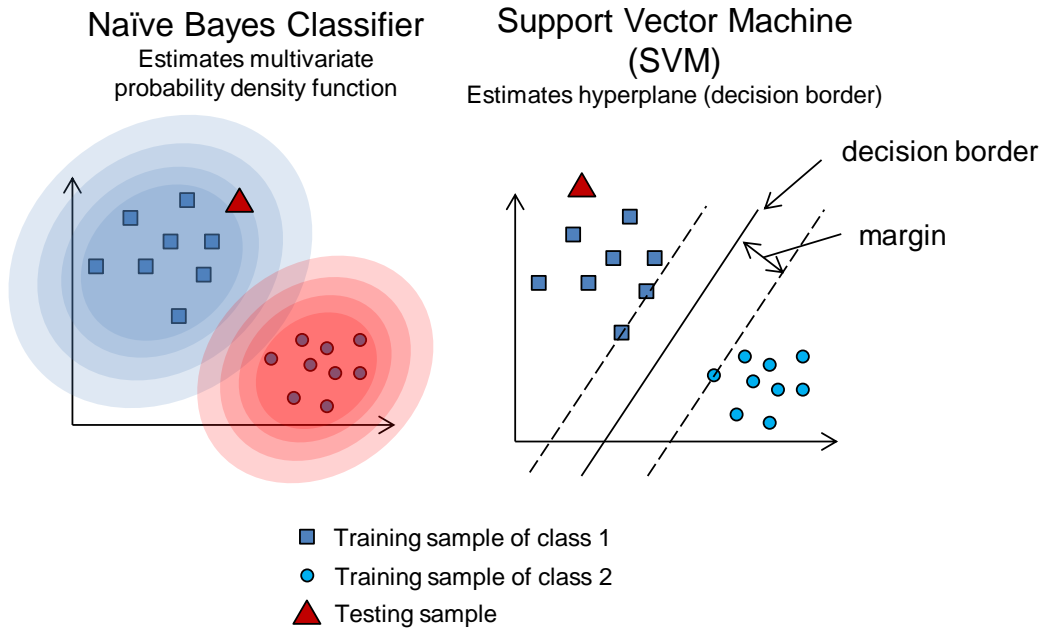 Naïve Bayes Classifier
Estimates multivariate
probability density function
Support Vector Machine
(SVM)
Estimates hyperplane (decision border)
decision border
margin
Training sample of class 1
Training sample of class 2
Testing sample